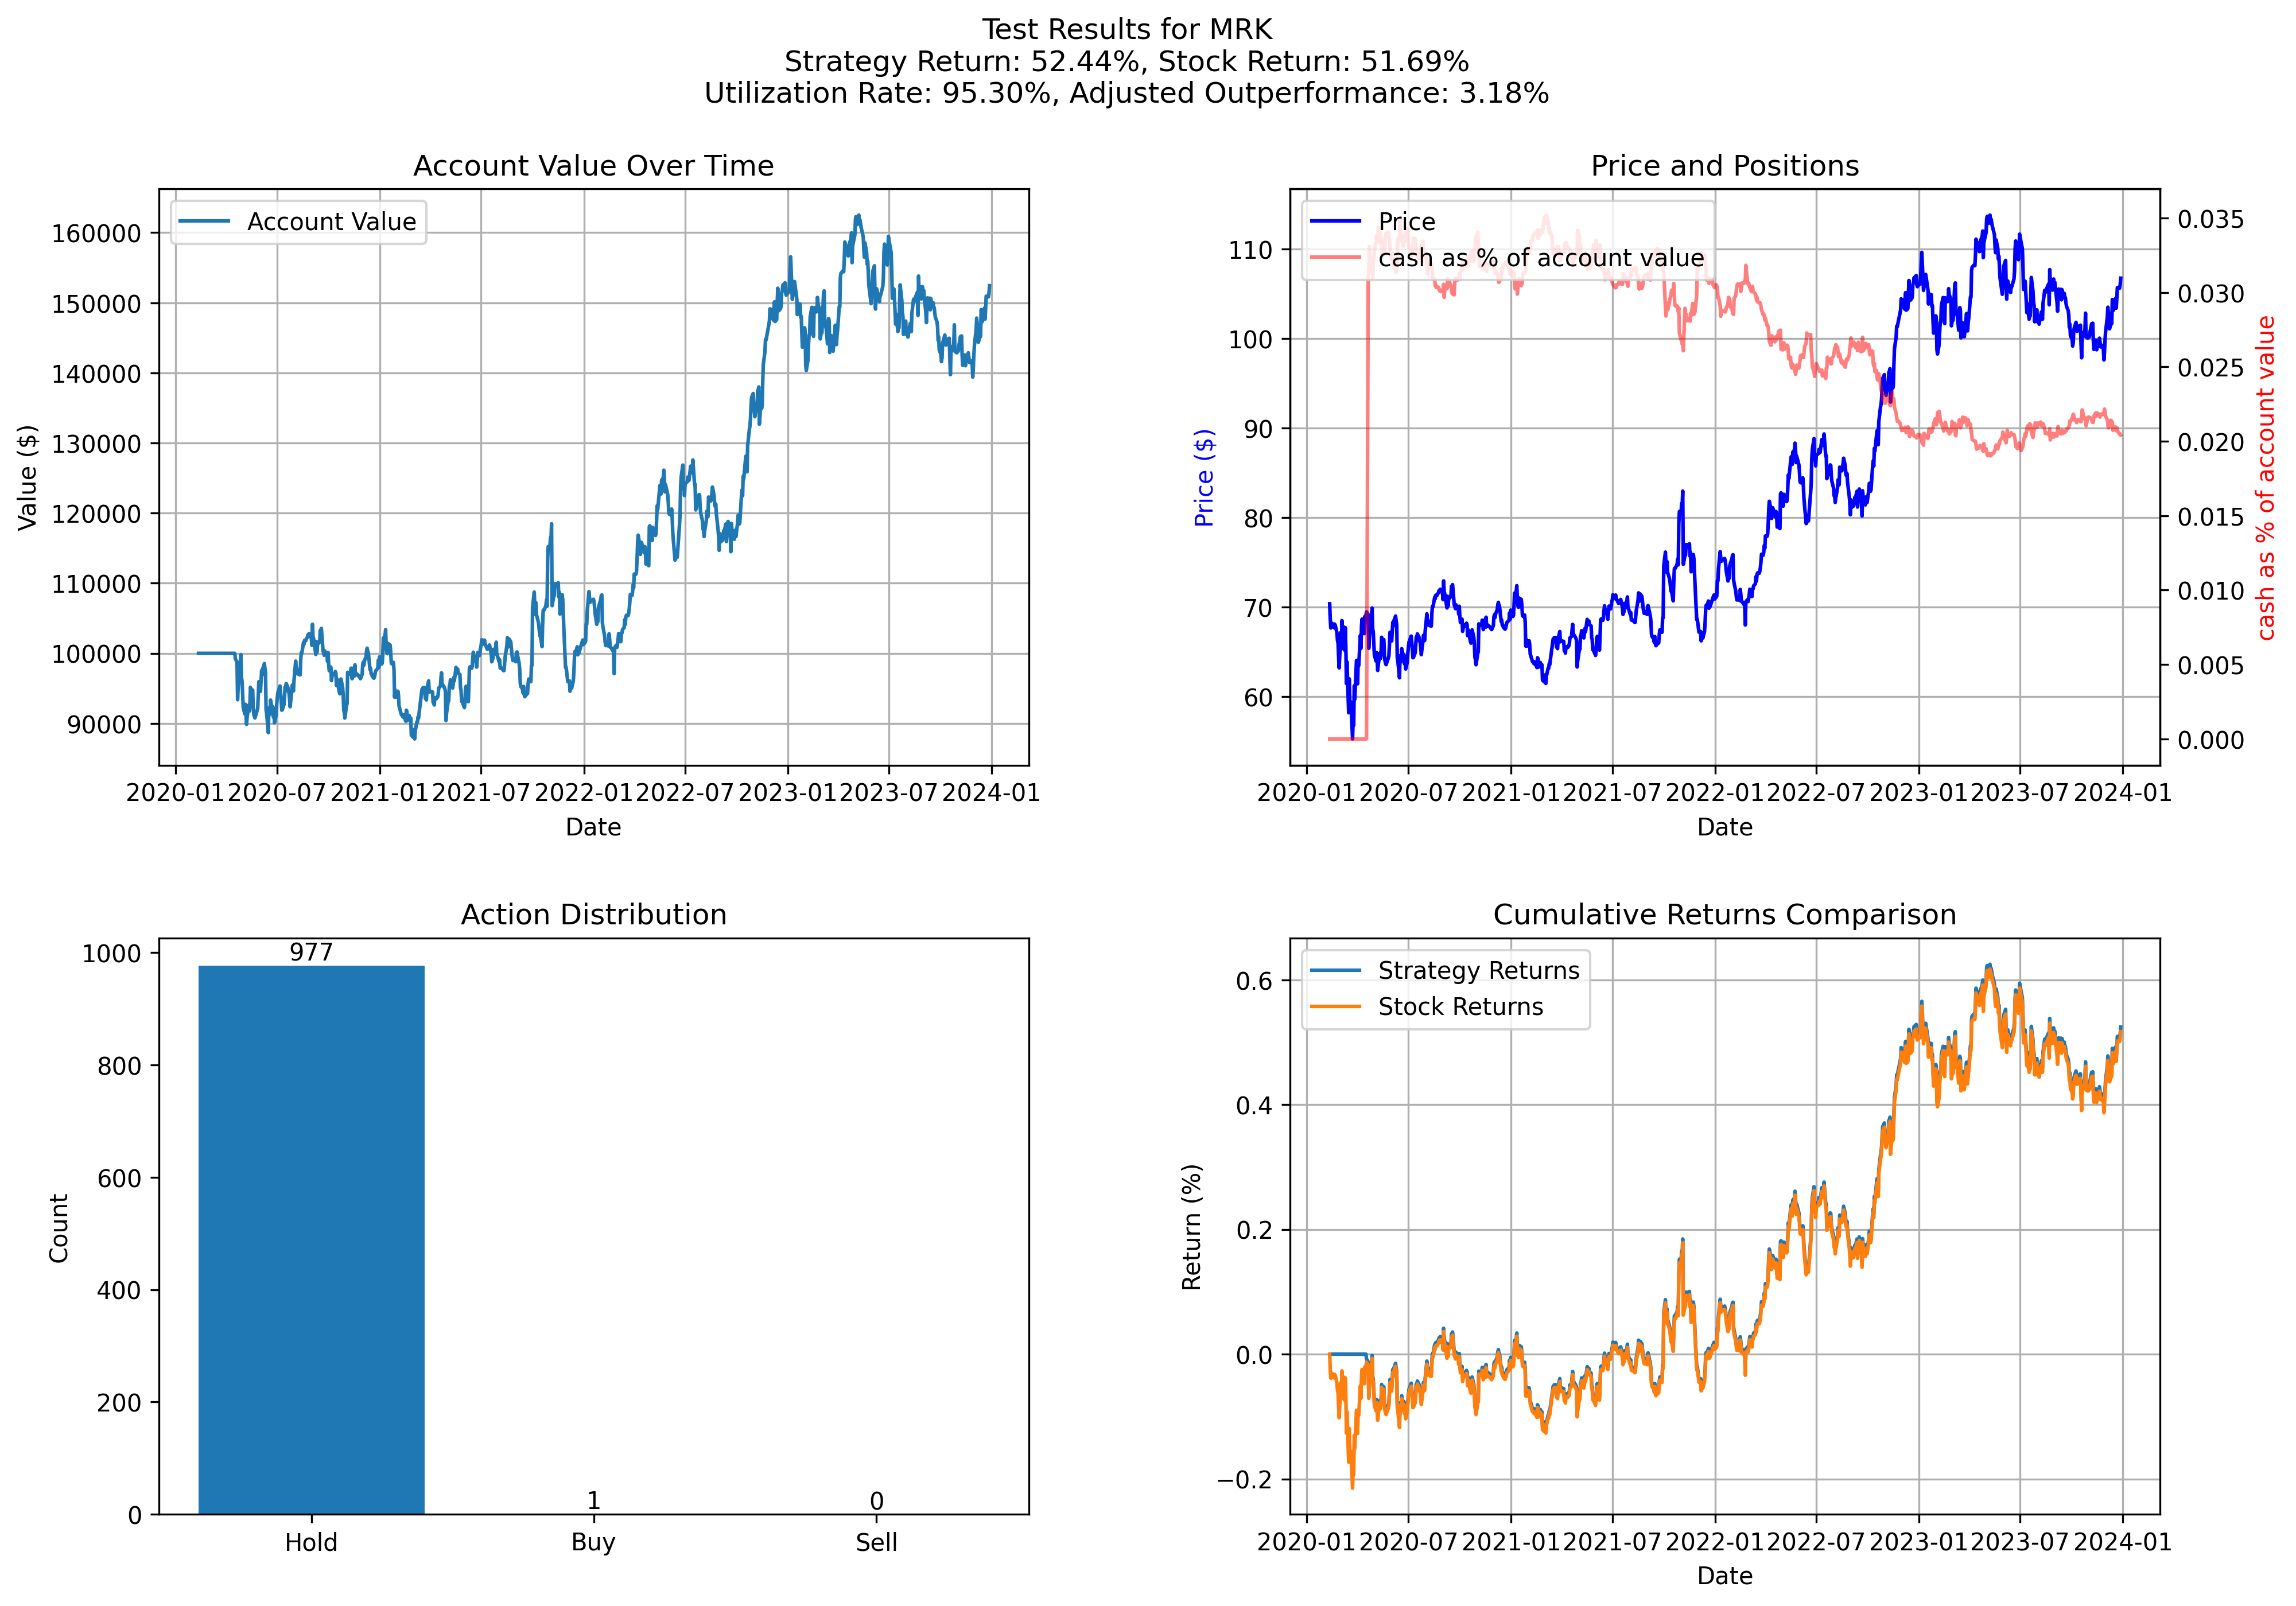 Test Results for MRK
Strategy Return: 52.44%, Stock Return: 51.69%
Utilization Rate: 95.30%, Adjusted Outperformance: 3.18%
Account Value Over Time
Account Value
160000
150000
140000
130000
120000
110000
100000
90000
Value ($)
2020-01 2020-07 2021-01 2021-07 2022-01 2022-07 2023-01 2023-07 2024-01
Date
Price and Positions
Price
cash as % of account value
110
100
90
80
70
60
Price ($)
0.035
0.030
0.025
0.020
0.015
0.010
0.005
0.000
cash as % of account value
2020-01 2020-07 2021-01 2021-07 2022-01 2022-07 2023-01 2023-07 2024-01
Date
Action Distribution
1000
800
600
400
200
0
Count
977
1
0
Hold Buy Sell
Cumulative Returns Comparison
Strategy Returns
Stock Returns
0.6
0.4
0.2
0.0
−0.2
Return (%)
2020-01 2020-07 2021-01 2021-07 2022-01 2022-07 2023-01 2023-07 2024-01
Date